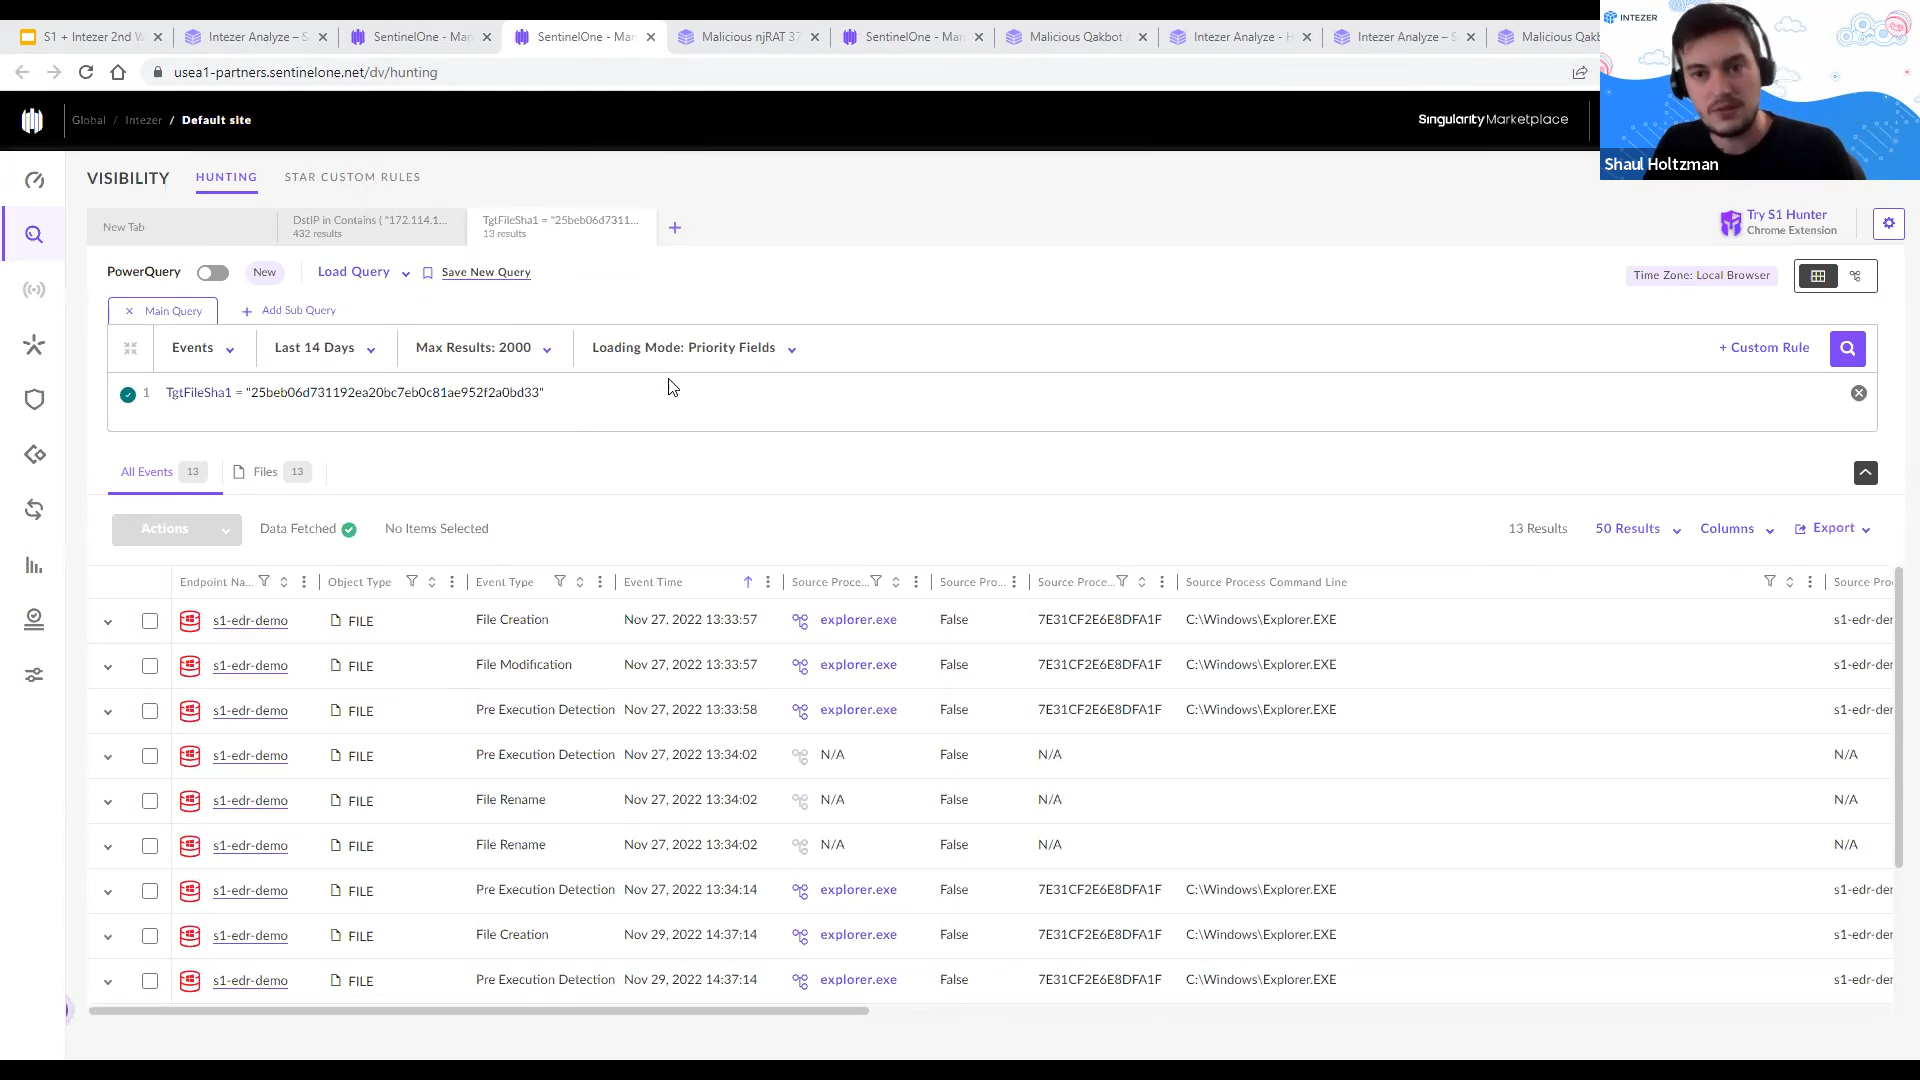 S1 + Intezer 2nd W
Intezer Analyze – S
SentinelOne - Man
SentinelOne - Man
Malicious njRAT 37
SentinelOne - Man
Malicious Qakbot
Intezer Analyze - H
Intezer Analyze – S
Malicious Qakb
usea1-partners.sentinelone.net/dv/hunting
INTEZER
Shaul Holtzman
Global / Intezer / Default site
SingularityMarketplace
VISIBILITY HUNTING STAR CUSTOM RULES
New Tab
DstIP in Contains ( "172.114.1...
432 results
TgtFileSha1 = "25beb06d7311...
13 results
Try S1 Hunter
Chrome Extension
PowerQuery New Load Query Save New Query
Time Zone: Local Browser
Main Query Add Sub Query
Events Last 14 Days Max Results: 2000 Loading Mode: Priority Fields + Custom Rule
1 TgtFileSha1 = "25beb06d731192ea20bc7eb0c81ae952f2a0bd33"
All Events 13 Files 13
Actions Data Fetched No Items Selected 13 Results 50 Results Columns Export
Endpoint Na... Object Type Event Type Event Time Source Proce... Source Pro... Source Proce... Source Process Command Line Source Pro
s1-edr-demo FILE File Creation Nov 27, 2022 13:33:57 explorer.exe False 7E31CF2E6E8DFA1F C:\Windows\Explorer.EXE s1-edr-der
s1-edr-demo FILE File Modification Nov 27, 2022 13:33:57 explorer.exe False 7E31CF2E6E8DFA1F C:\Windows\Explorer.EXE s1-edr-der
s1-edr-demo FILE Pre Execution Detection Nov 27, 2022 13:33:58 explorer.exe False 7E31CF2E6E8DFA1F C:\Windows\Explorer.EXE s1-edr-der
s1-edr-demo FILE Pre Execution Detection Nov 27, 2022 13:34:02 N/A False N/A N/A
s1-edr-demo FILE File Rename Nov 27, 2022 13:34:02 N/A False N/A N/A
s1-edr-demo FILE File Rename Nov 27, 2022 13:34:02 N/A False N/A N/A
s1-edr-demo FILE Pre Execution Detection Nov 27, 2022 13:34:14 explorer.exe False 7E31CF2E6E8DFA1F C:\Windows\Explorer.EXE s1-edr-der
s1-edr-demo FILE File Creation Nov 29, 2022 14:37:14 explorer.exe False 7E31CF2E6E8DFA1F C:\Windows\Explorer.EXE s1-edr-der
s1-edr-demo FILE Pre Execution Detection Nov 29, 2022 14:37:14 explorer.exe False 7E31CF2E6E8DFA1F C:\Windows\Explorer.EXE s1-edr-der